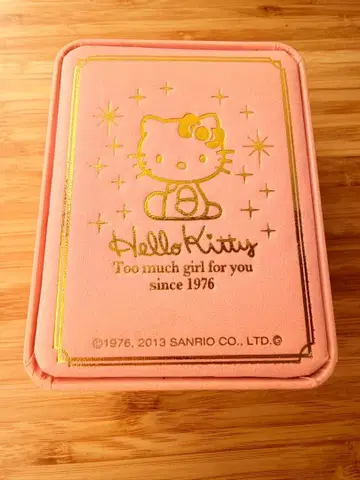 Hello Kitty
Too much girl for you
since 1976
©1976, 2013 SANRIO CO., LTD.